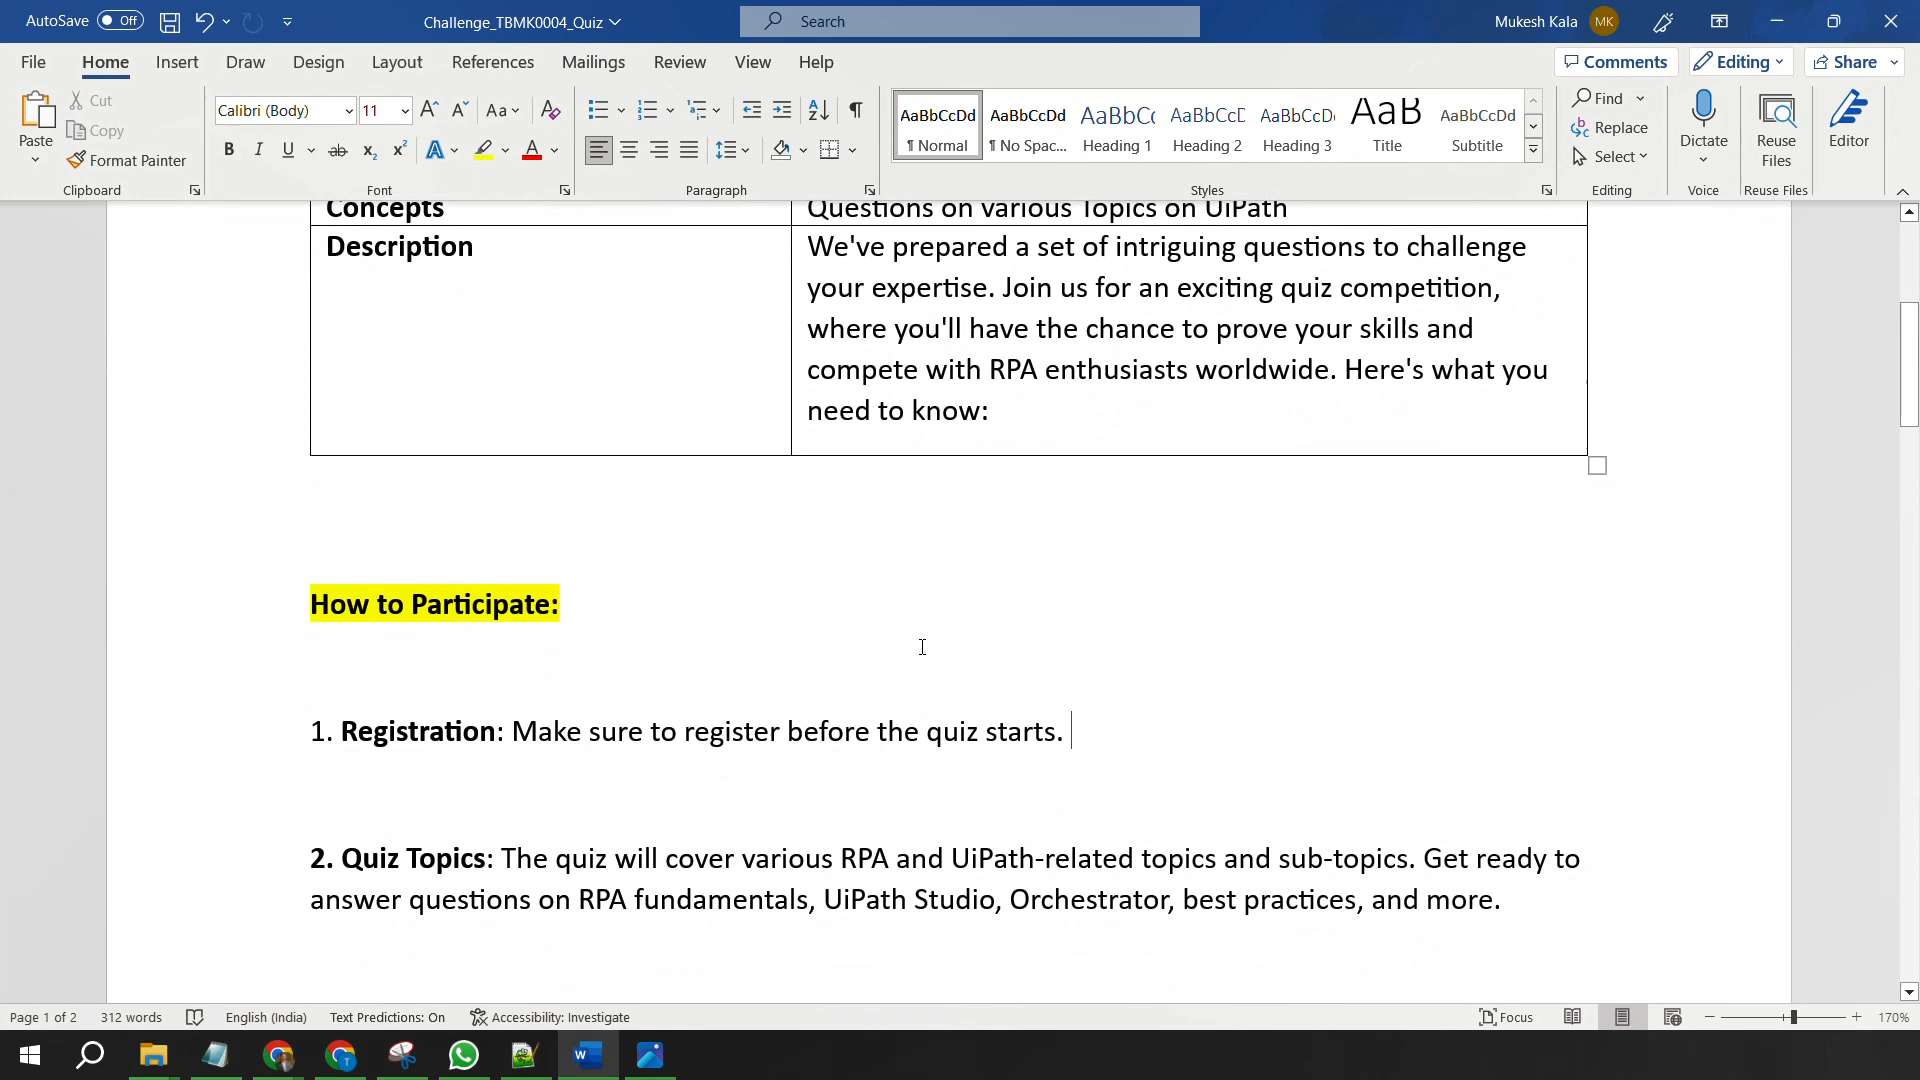 AutoSave Off Challenge_TBMK0004_Quiz Search Mukesh Kala MK
File Home Insert Draw Design Layout References Mailings Review View Help Comments Editing Share
Paste Cut Copy Format Painter Clipboard
Calibri (Body) 11 Font
Paragraph
AaBbCcDd AaBbCcDd AaBbCc AaBbCcD AaBbCcDd AaB AaBbCcDd
¶ Normal ¶ No Spac... Heading 1 Heading 2 Heading 3 Title Subtitle
Styles
Find Replace Select Editing
Dictate Voice
Reuse Files Reuse Files
Editor
Concepts Questions on various Topics on UiPath
Description We've prepared a set of intriguing questions to challenge
your expertise. Join us for an exciting quiz competition,
where you'll have the chance to prove your skills and
compete with RPA enthusiasts worldwide. Here's what you
need to know:
How to Participate:
1. Registration: Make sure to register before the quiz starts.
2. Quiz Topics: The quiz will cover various RPA and UiPath-related topics and sub-topics. Get ready to
answer questions on RPA fundamentals, UiPath Studio, Orchestrator, best practices, and more.
Page 1 of 2 312 words English (India) Text Predictions: On Accessibility: Investigate Focus 170%